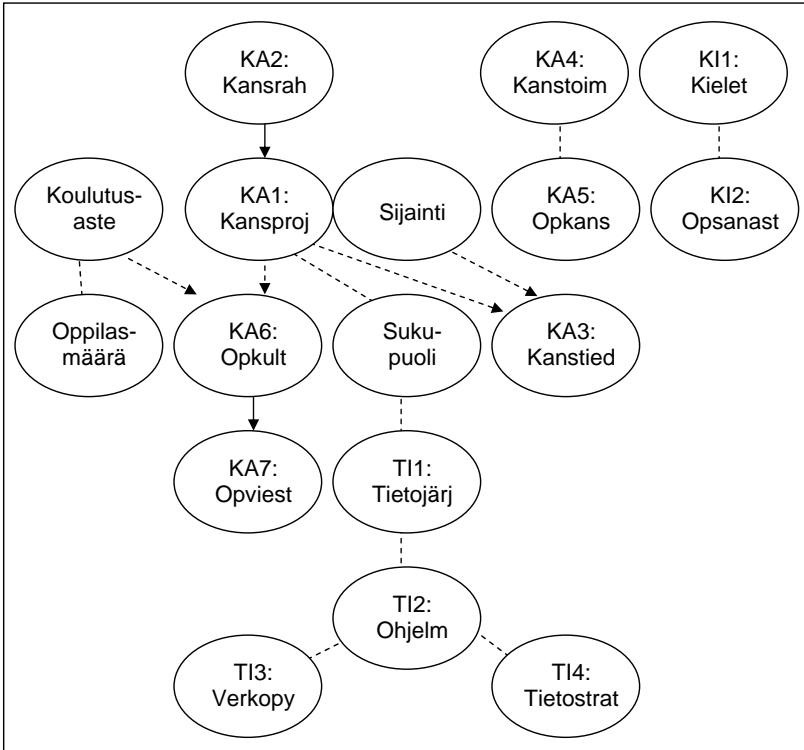 KA2:
Kansrah
KA4:
Kanstoim
KI1:
Kielet
Koulutus-
aste
KA1:
Kansproj
Sijainti
KA5:
Opkans
KI2:
Opsanast
Oppilas-
määrä
KA6:
Opkult
Suku-
puoli
KA3:
Kanstied
KA7:
Opviest
TI1:
Tietojärj
TI2:
Ohjelm
TI3:
Verkopy
TI4:
Tietostrat